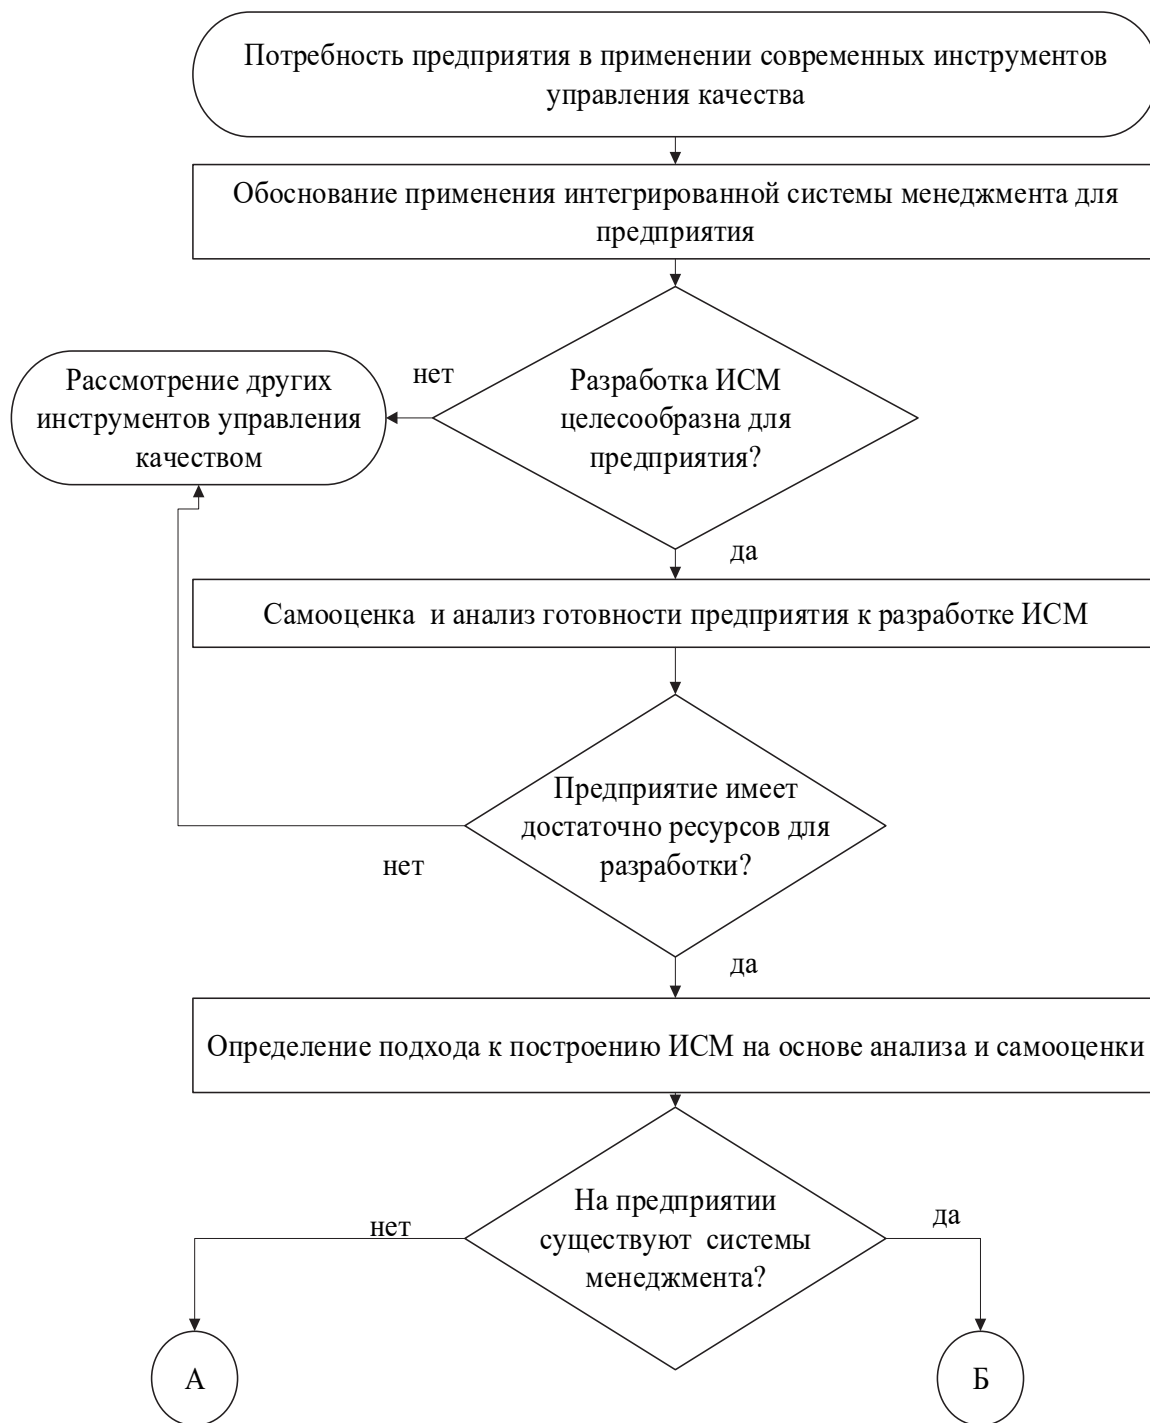 Потребность предприятия в применении современных инструментов
управления качества
Обоснование применения интегрированной системы менеджмента для
предприятия
нет
Рассмотрение других
инструментов управления
качеством
Разработка ИСМ
целесообразна для
предприятия?
да
Самооценка  и анализ готовности предприятия к разработке ИСМ
Предприятие имеет
достаточно ресурсов для
разработки?
нет
да
Определение подхода к построению ИСМ на основе анализа и самооценки
На предприятии
существуют  системы
менеджмента?
нет
да
А
Б